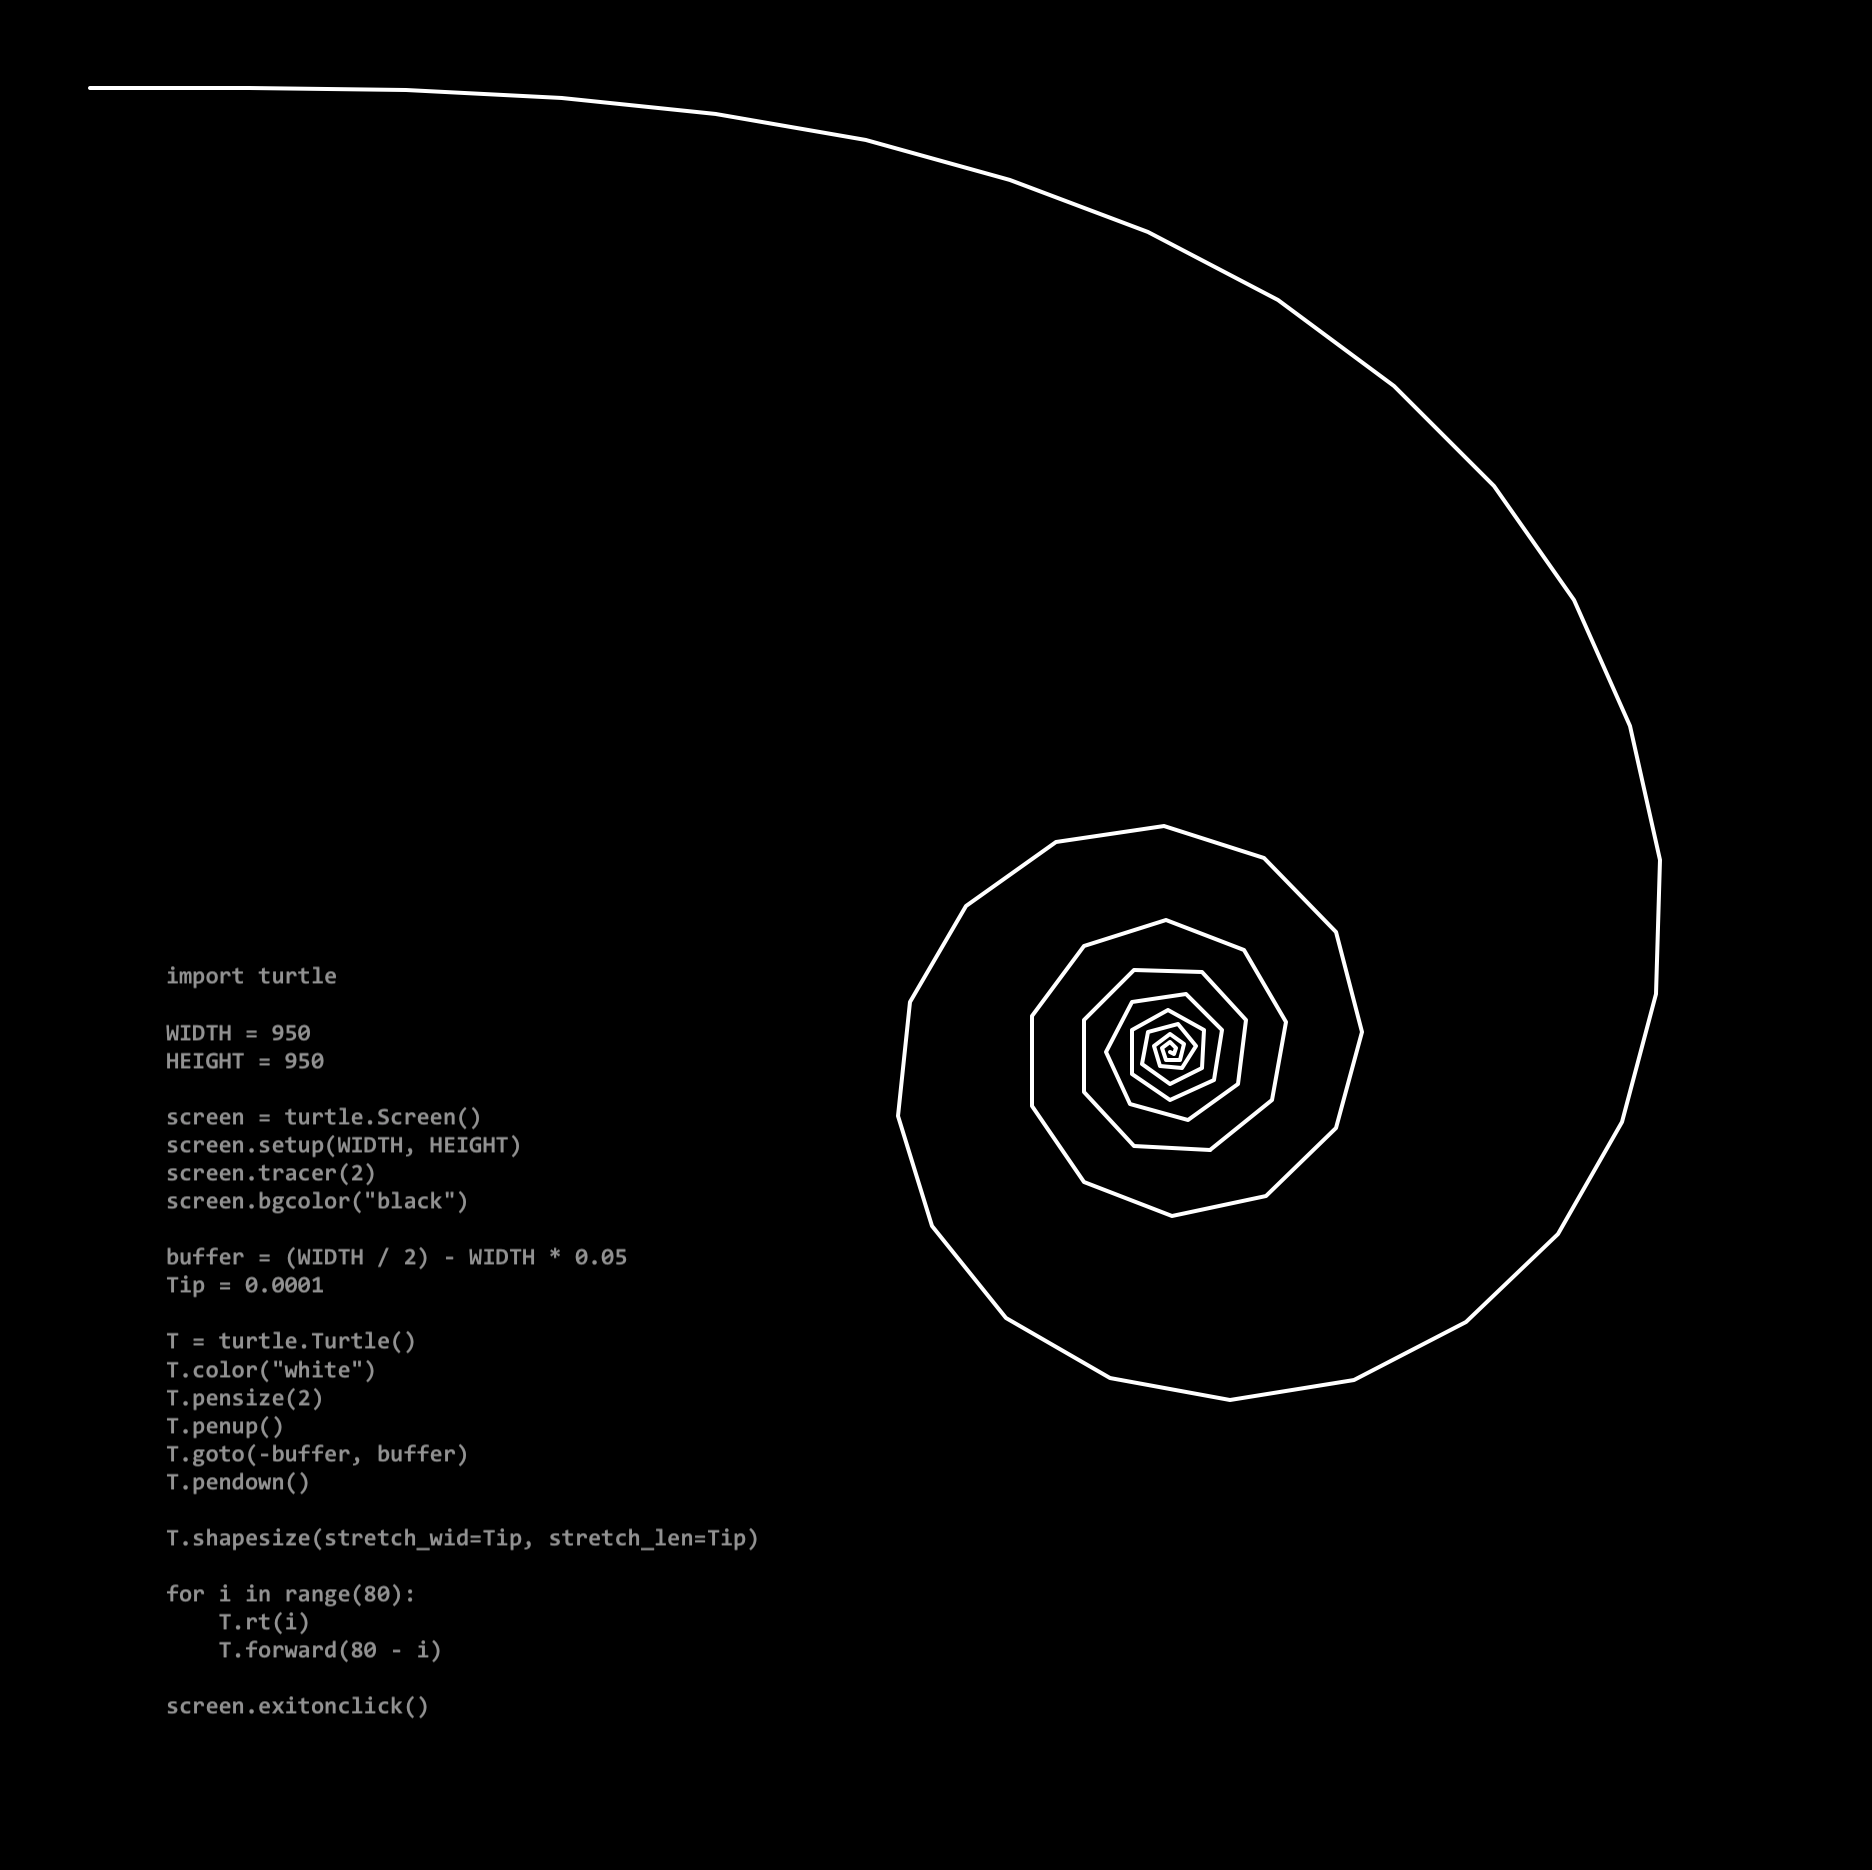 import turtle

WIDTH = 950
HEIGHT = 950

screen = turtle.Screen()
screen.setup(WIDTH, HEIGHT)
screen.tracer(2)
screen.bgcolor("black")

buffer = (WIDTH / 2) - WIDTH * 0.05
Tip = 0.0001

T = turtle.Turtle()
T.color("white")
T.pensize(2)
T.penup()
T.goto(-buffer, buffer)
T.pendown()

T.shapesize(stretch_wid=Tip, stretch_len=Tip)

for i in range(80):
    T.rt(i)
    T.forward(80 - i)

screen.exitonclick()